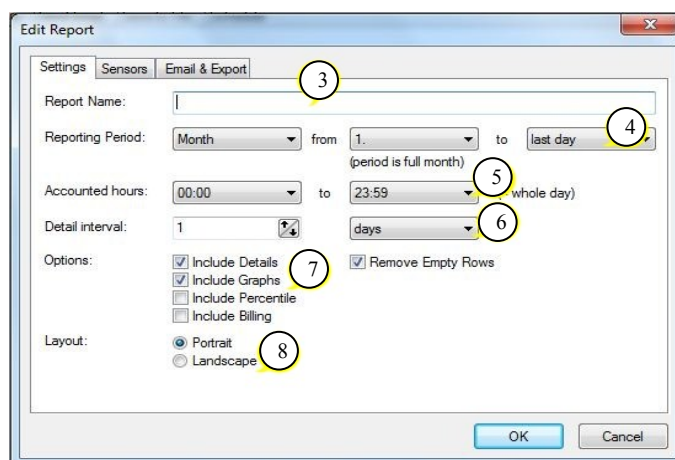 Edit Report
Settings Sensors Email & Export
3
Report Name:
4
Reporting Period: Month from 1. to last day
(period is full month)
5
Accounted hours: 00:00 to 23:59 whole day)
6
Detail interval: 1 days
Options: Include Details Remove Empty Rows
7
Include Graphs
Include Percentile
Include Billing
Layout: Portrait
8
Landscape
OK Cancel